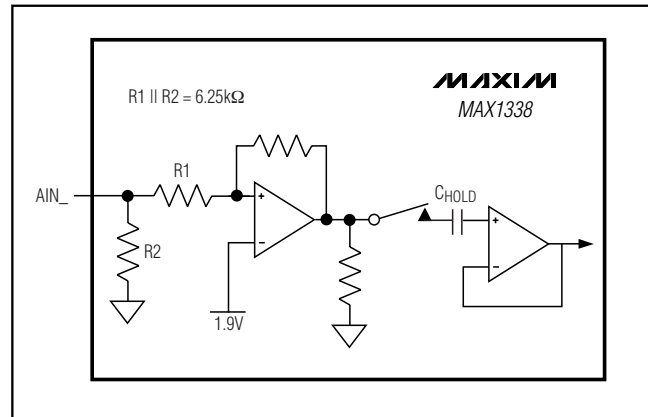 R1 || R2 = 6.25kΩ
MAXIM
MAX1338
AIN_
R1
R2
+
−
1.9V
CHOLD
+
−